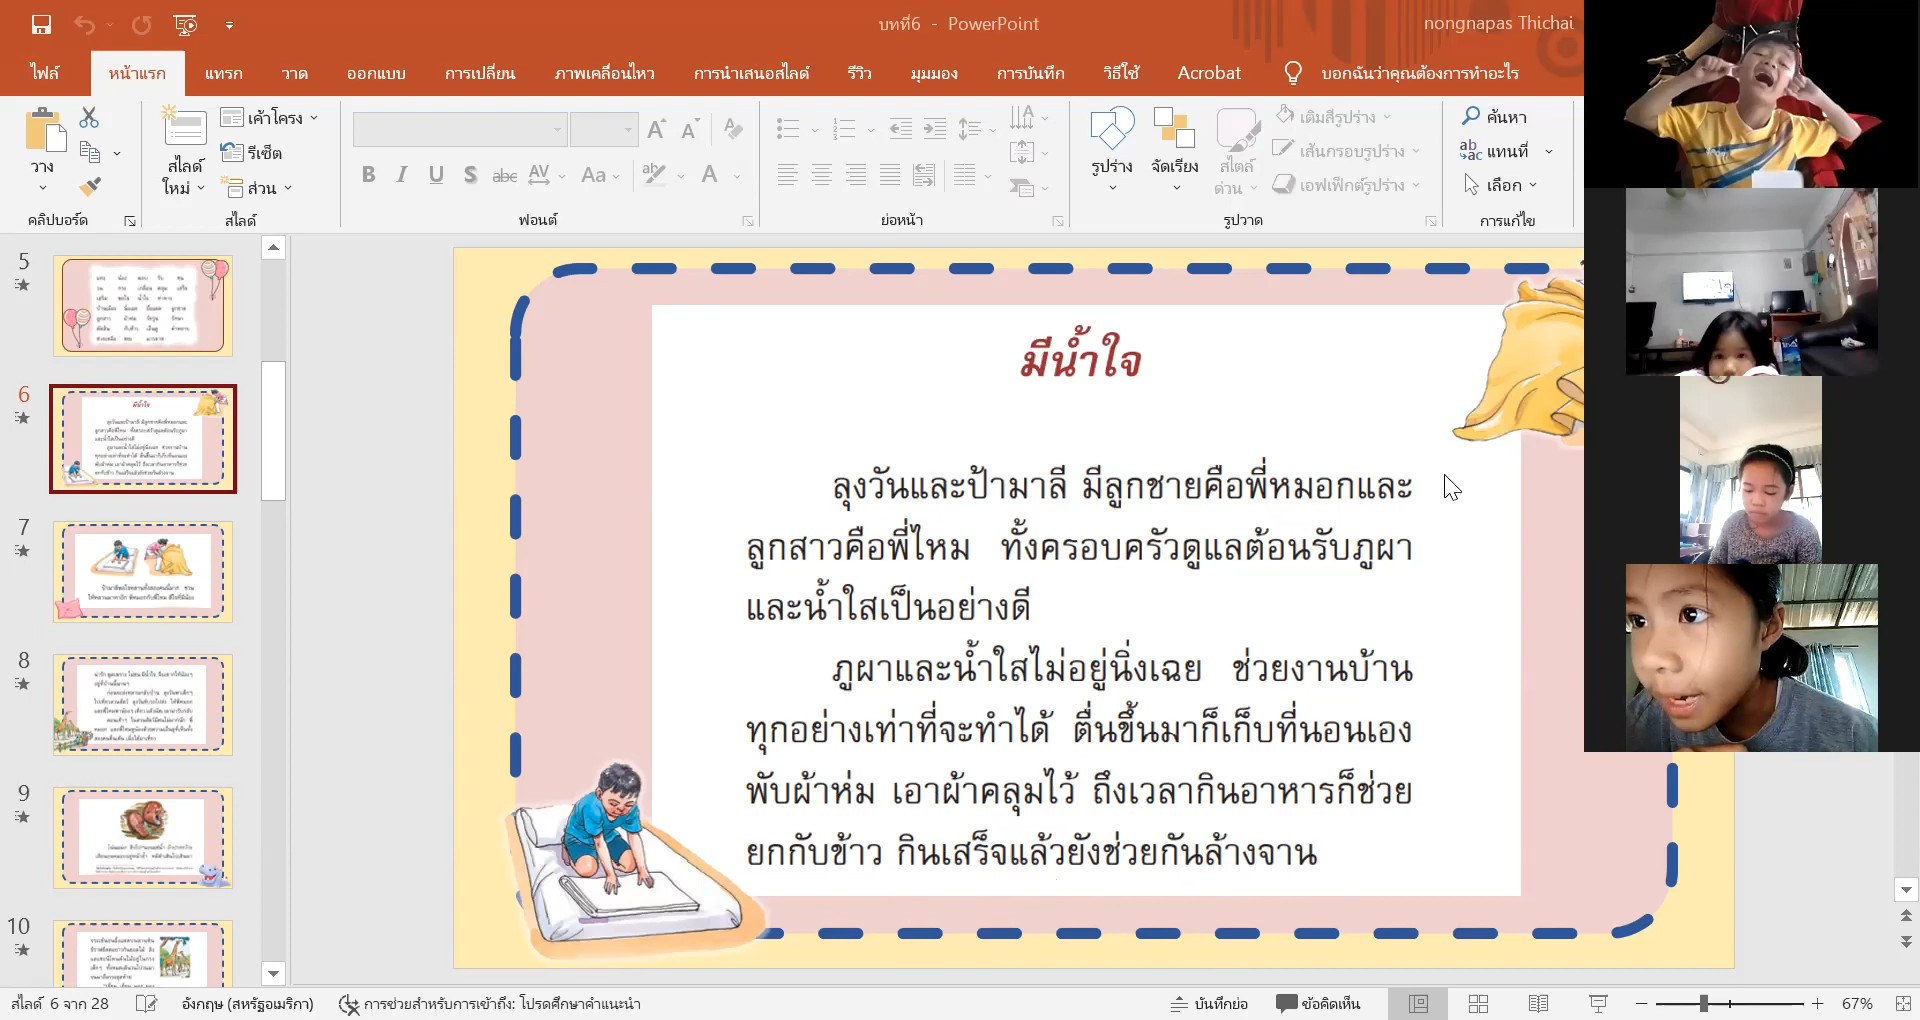 บทที่6 - PowerPoint
nongnapas Thichai
ไฟล์ หน้าแรก แทรก วาด ออกแบบ การเปลี่ยน ภาพเคลื่อนไหว การนำเสนอสไลด์ รีวิว มุมมอง การบันทึก วิธีใช้ Acrobat บอกฉันว่าคุณต้องการทำอะไร
วาง
คลิปบอร์ด
สไลด์
ใหม่
เค้าโครง
รีเซ็ต
ส่วน
สไลด์
ฟอนต์
ย่อหน้า
รูปร่าง
จัดเรียง
สไตล์
ด่วน
เติมสีรูปร่าง
เส้นกรอบรูปร่าง
เอฟเฟ็กต์รูปร่าง
รูปวาด
ค้นหา
แทนที่
เลือก
การแก้ไข
5
6
7
8
9
10
มีน้ำใจ
ลุงวันและป้ามาลี มีลูกชายคือพี่หมอกและ
ลูกสาวคือพี่ไหม ทั้งครอบครัวดูแลต้อนรับภูผา
และน้ำใสเป็นอย่างดี
ภูผาและน้ำใสไม่อยู่นิ่งเฉย ช่วยงานบ้าน
ทุกอย่างเท่าที่จะทำได้ ตื่นขึ้นมาก็เก็บที่นอนเอง
พับผ้าห่ม เอาผ้าคลุมไว้ ถึงเวลากินอาหารก็ช่วย
ยกกับข้าว กินเสร็จแล้วยังช่วยกันล้างจาน
สไลด์ 6 จาก 28 อังกฤษ (สหรัฐอเมริกา) การช่วยสำหรับการเข้าถึง: โปรดศึกษาคำแนะนำ บันทึกย่อ ข้อคิดเห็น 67%